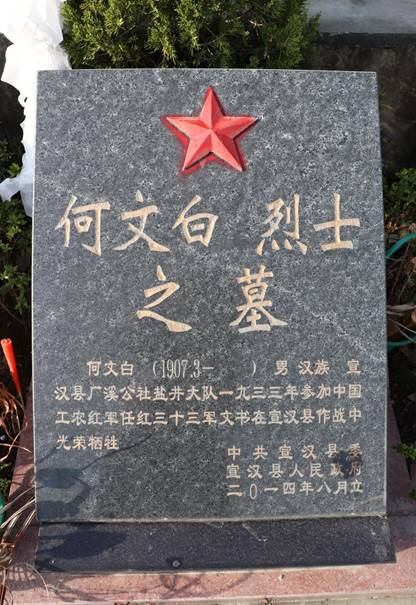 何文白 烈士
之墓
何文白 （1907.3— ） 男 汉族 宣
汉县厂溪公社盐井大队一九三三年参加中国
工农红军任红三十三军文书在宣汉县作战中
光荣牺牲
中共宣汉县委
宣汉县人民政府
二0一四年八月立